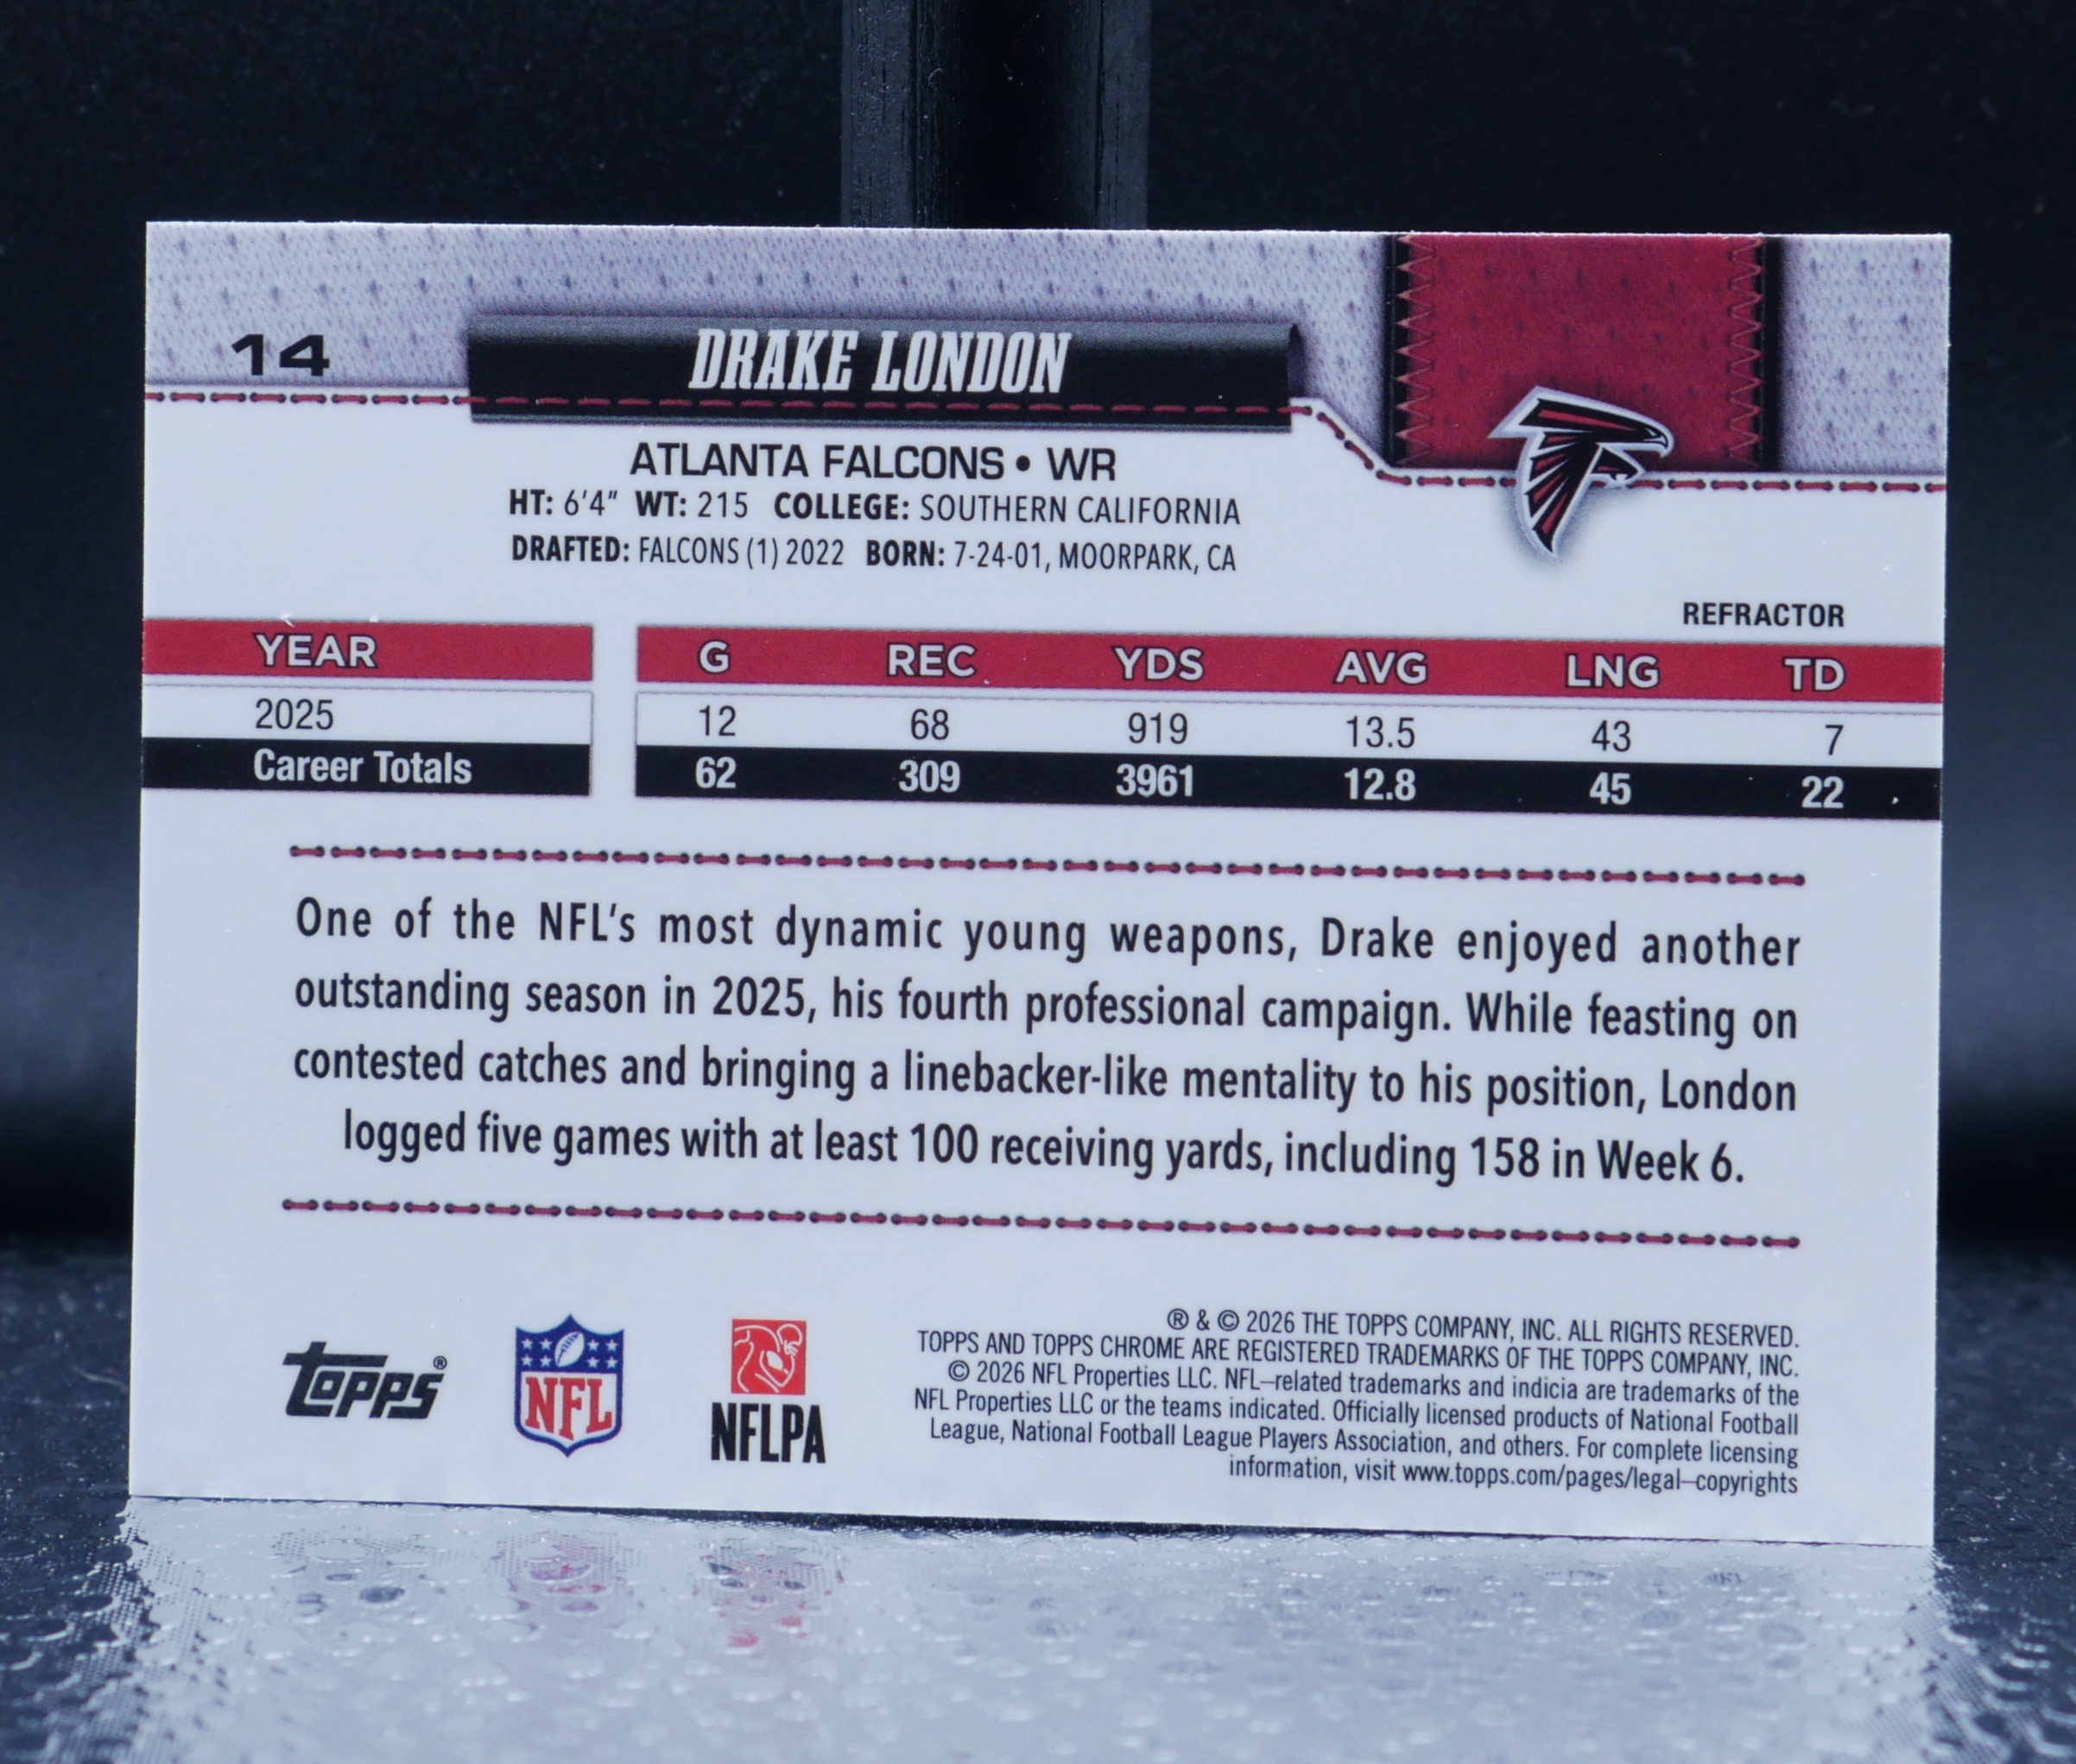 14
DRAKE LONDON
ATLANTA FALCONS • WR
HT: 6'4" WT: 215 COLLEGE: SOUTHERN CALIFORNIA
DRAFTED: FALCONS (1) 2022 BORN: 7-24-01, MOORPARK, CA
REFRACTOR
YEAR G REC YDS AVG LNG TD
2025 12 68 919 13.5 43 7
Career Totals 62 309 3961 12.8 45 22
One of the NFL's most dynamic young weapons, Drake enjoyed another
outstanding season in 2025, his fourth professional campaign. While feasting on
contested catches and bringing a linebacker-like mentality to his position, London
logged five games with at least 100 receiving yards, including 158 in Week 6.
topps®
NFL
NFLPA
® & © 2026 THE TOPPS COMPANY, INC. ALL RIGHTS RESERVED.
TOPPS AND TOPPS CHROME ARE REGISTERED TRADEMARKS OF THE TOPPS COMPANY, INC.
© 2026 NFL Properties LLC. NFL–related trademarks and indicia are trademarks of the
NFL Properties LLC or the teams indicated. Officially licensed products of National Football
League, National Football League Players Association, and others. For complete licensing
information, visit www.topps.com/pages/legal–copyrights